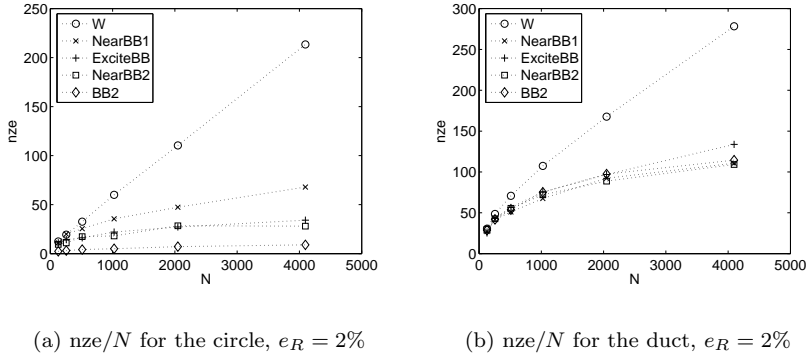 250
200
150
100
50
0
nze
0 1000 2000 3000 4000 5000
N
W
NearBB1
ExciteBB
NearBB2
BB2
300
250
200
150
100
50
0
nze
0 1000 2000 3000 4000 5000
N
W
NearBB1
ExciteBB
NearBB2
BB2
(a) nze/N for the circle, e_R = 2%
(b) nze/N for the duct, e_R = 2%